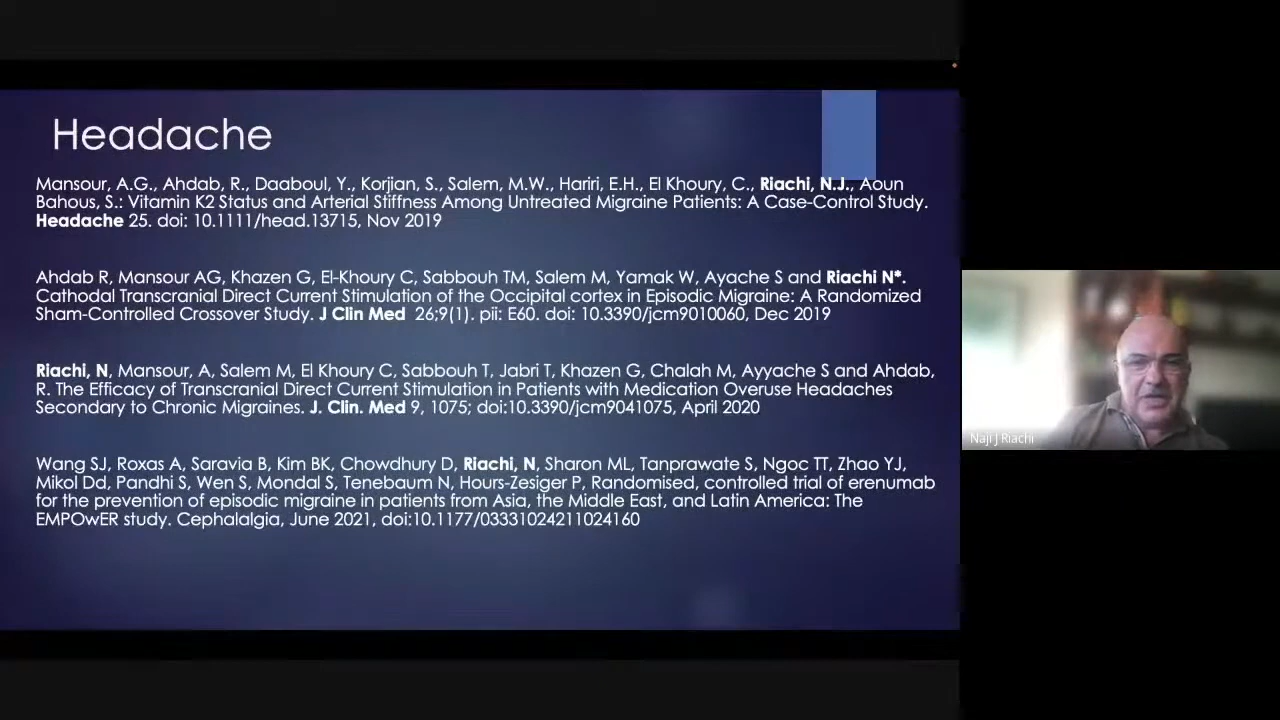 Headache
Mansour, A.G., Ahdab, R., Daaboul, Y., Korjian, S., Salem, M.W., Hariri, E.H., El Khoury, C., Riachi, N.J., Aoun
Bahous, S.: Vitamin K2 Status and Arterial Stiffness Among Untreated Migraine Patients: A Case-Control Study.
Headache 25. doi: 10.1111/head.13715, Nov 2019
Ahdab R, Mansour AG, Khazen G, El-Khoury C, Sabbouh TM, Salem M, Yamak W, Ayache S and Riachi N*.
Cathodal Transcranial Direct Current Stimulation of the Occipital cortex in Episodic Migraine: A Randomized
Sham-Controlled Crossover Study. J Clin Med 26;9(1). pii: E60. doi: 10.3390/jcm9010060, Dec 2019
Riachi, N, Mansour, A, Salem M, El Khoury C, Sabbouh T, Jabri T, Khazen G, Chalah M, Ayyache S and Ahdab,
R. The Efficacy of Transcranial Direct Current Stimulation in Patients with Medication Overuse Headaches
Secondary to Chronic Migraines. J. Clin. Med 9, 1075; doi:10.3390/jcm9041075, April 2020
Wang SJ, Roxas A, Saravia B, Kim BK, Chowdhury D, Riachi, N, Sharon ML, Tanprawate S, Ngoc TT, Zhao YJ,
Mikol Dd, Pandhi S, Wen S, Mondal S, Tenebaum N, Hours-Zesiger P, Randomised, controlled trial of erenumab
for the prevention of episodic migraine in patients from Asia, the Middle East, and Latin America: The
EMPOwER study. Cephalalgia, June 2021, doi:10.1177/03331024211024160
Naji J Riachi